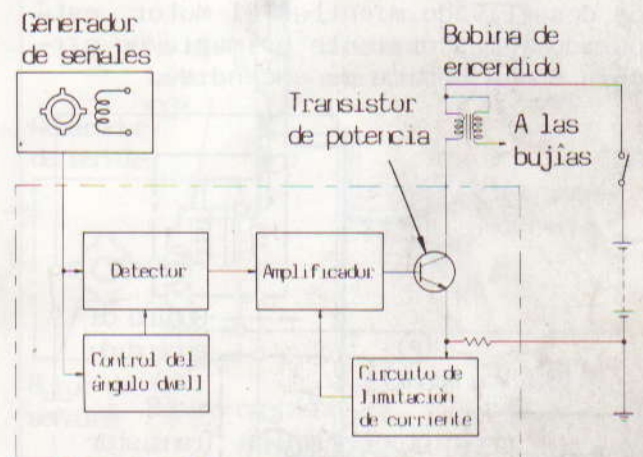 Generador
de señales
Bobina de
encendido
Transistor
de potencia
A las
bujías
Detector
Amplificador
Control del
ángulo dwell
Circuito de
limitación
de corriente